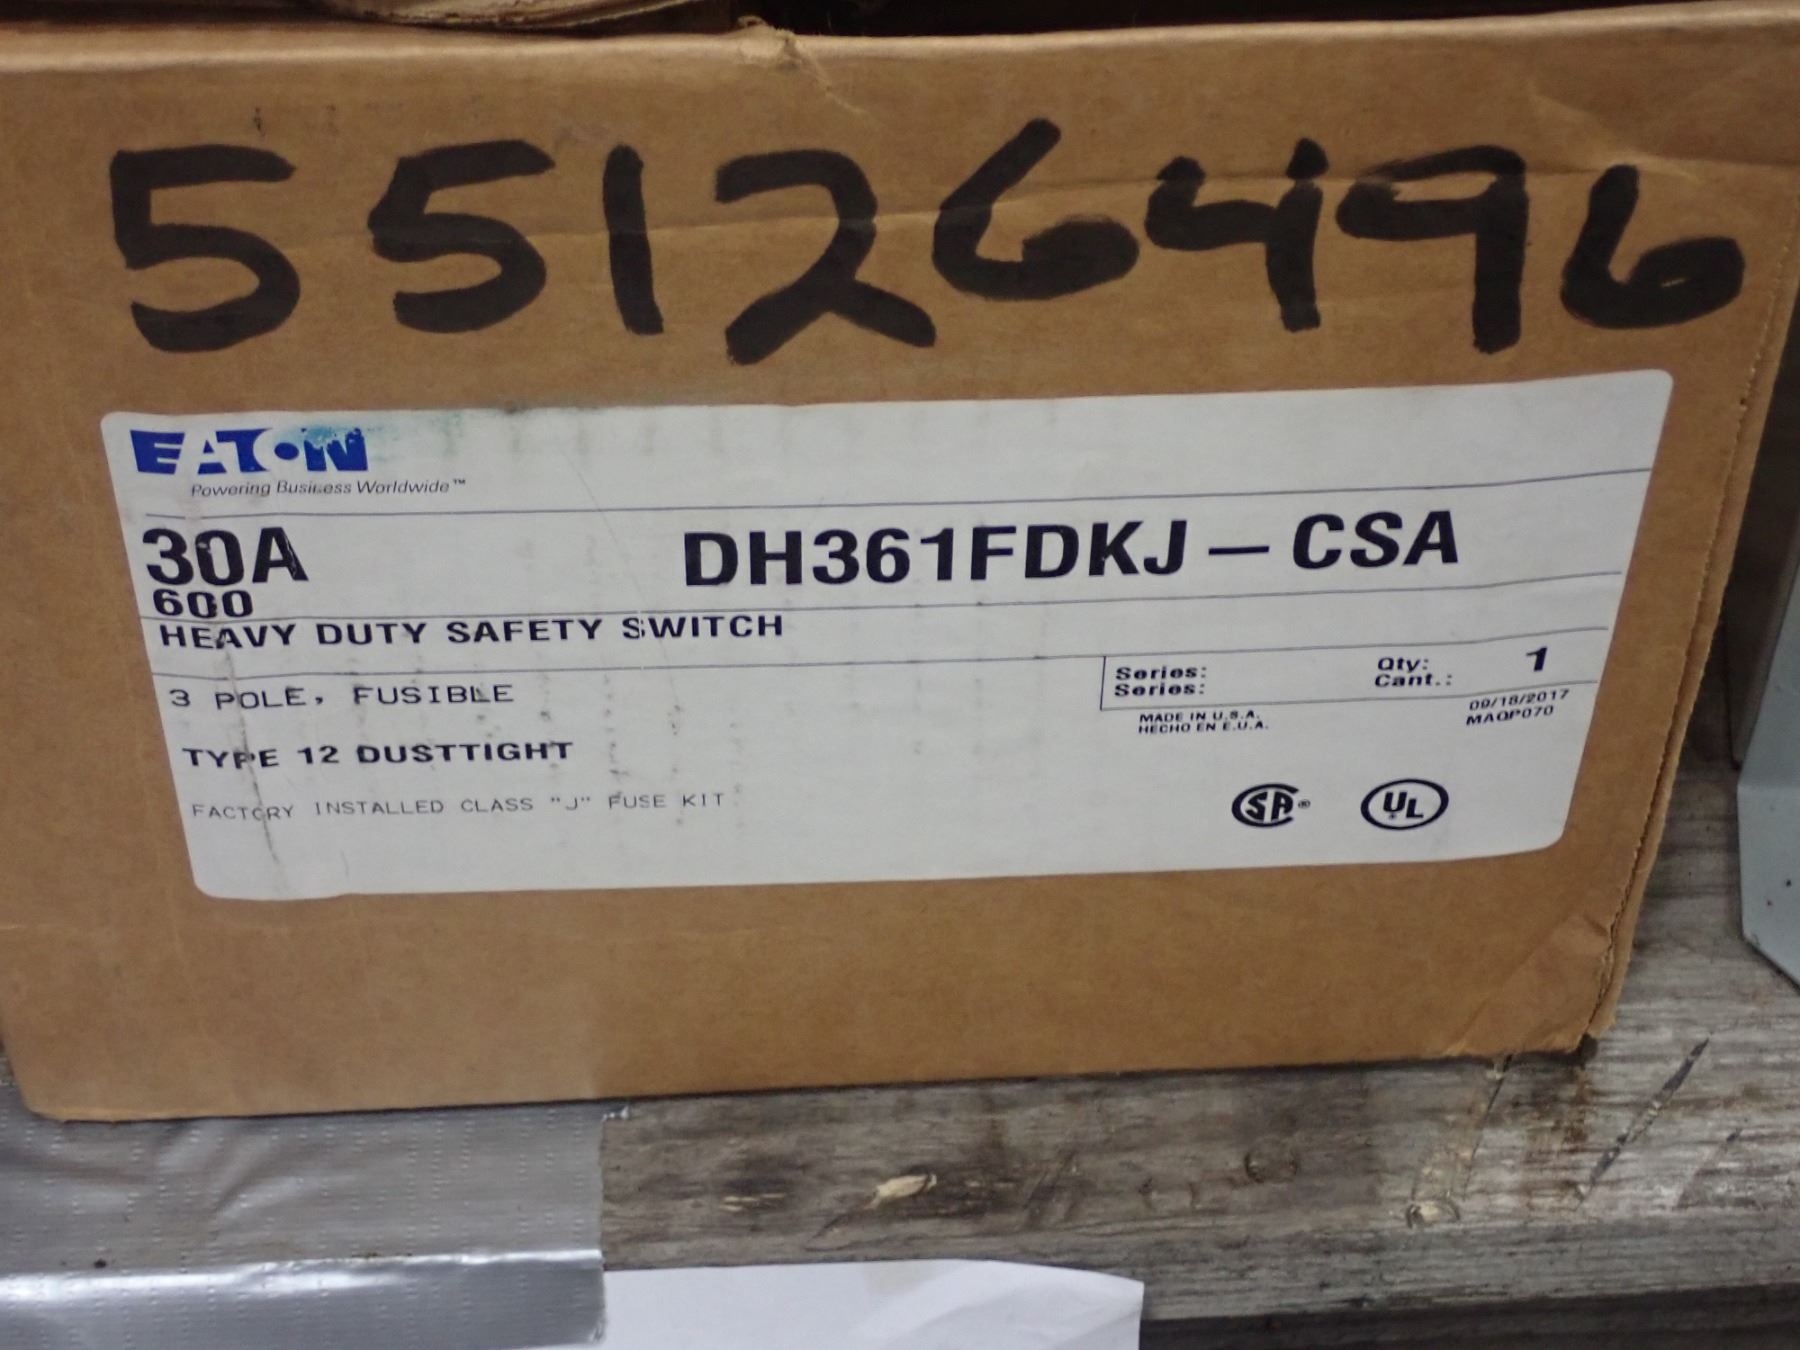 55126496
EATON
Powering Business Worldwide™
30A DH361FDKJ – CSA
600
HEAVY DUTY SAFETY SWITCH
3 POLE, FUSIBLE
Series: Qty: 1
Series: Cant.:
TYPE 12 DUSTTIGHT
MADE IN U.S.A. 09/18/2017
HECHO EN E.U.A. MAQP070
FACTORY INSTALLED CLASS "J" FUSE KIT
SA® UL®